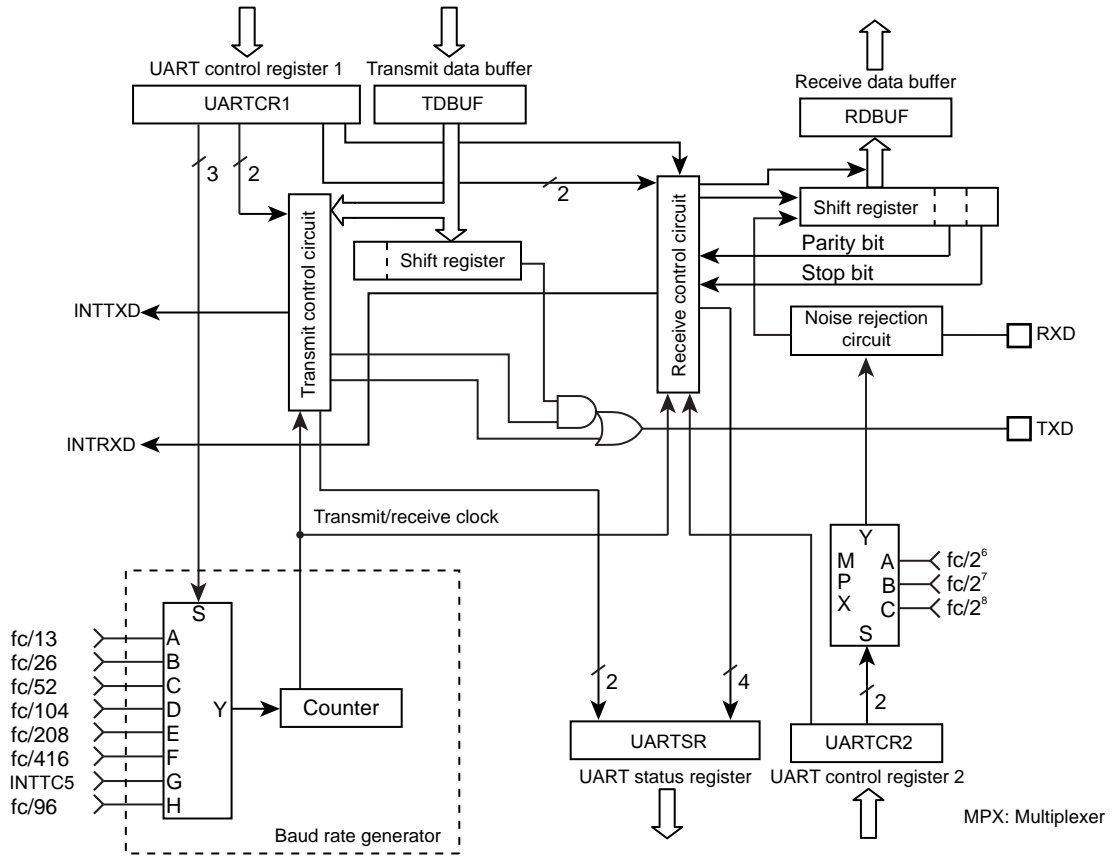 UART control register 1
Transmit data buffer
Receive data buffer
UARTCR1
TDBUF
RDBUF
3
2
2
Shift register
Parity bit
Stop bit
Transmit control circuit
Shift register
Receive control circuit
INTTXD
Noise rejection
circuit
RXD
INTRXD
TXD
Transmit/receive clock
Y
M
P
X
A
B
C
S
fc/2⁶
fc/2⁷
fc/2⁸
S
fc/13
fc/26
fc/52
fc/104
fc/208
fc/416
INTTC5
fc/96
A
B
C
D
E
F
G
H
Y
Counter
2
4
2
UARTSR
UARTCR2
UART status register
UART control register 2
Baud rate generator
MPX: Multiplexer